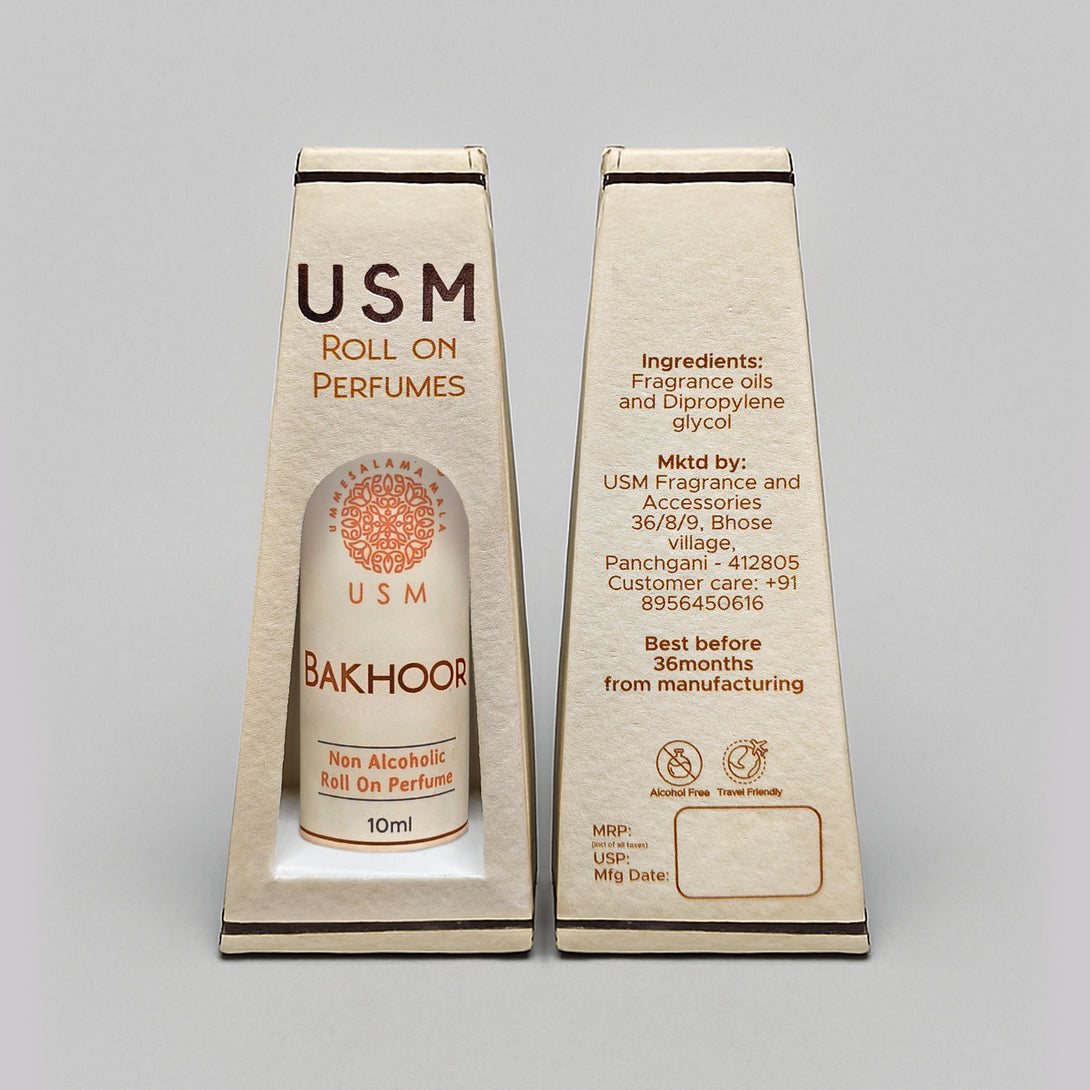 USM
ROLL ON
PERFUMES
UMMESALAMA MALA
USM
BAKHOOR
Non Alcoholic
Roll On Perfume
10ml
Ingredients:
Fragrance oils
and Dipropylene
glycol
Mktd by:
USM Fragrance and
Accessories
36/8/9, Bhose
village,
Panchgani - 412805
Customer care: +91
8956450616
Best before
36months
from manufacturing
Alcohol Free
Travel Friendly
MRP:
(incl of all taxes)
USP:
Mfg Date: